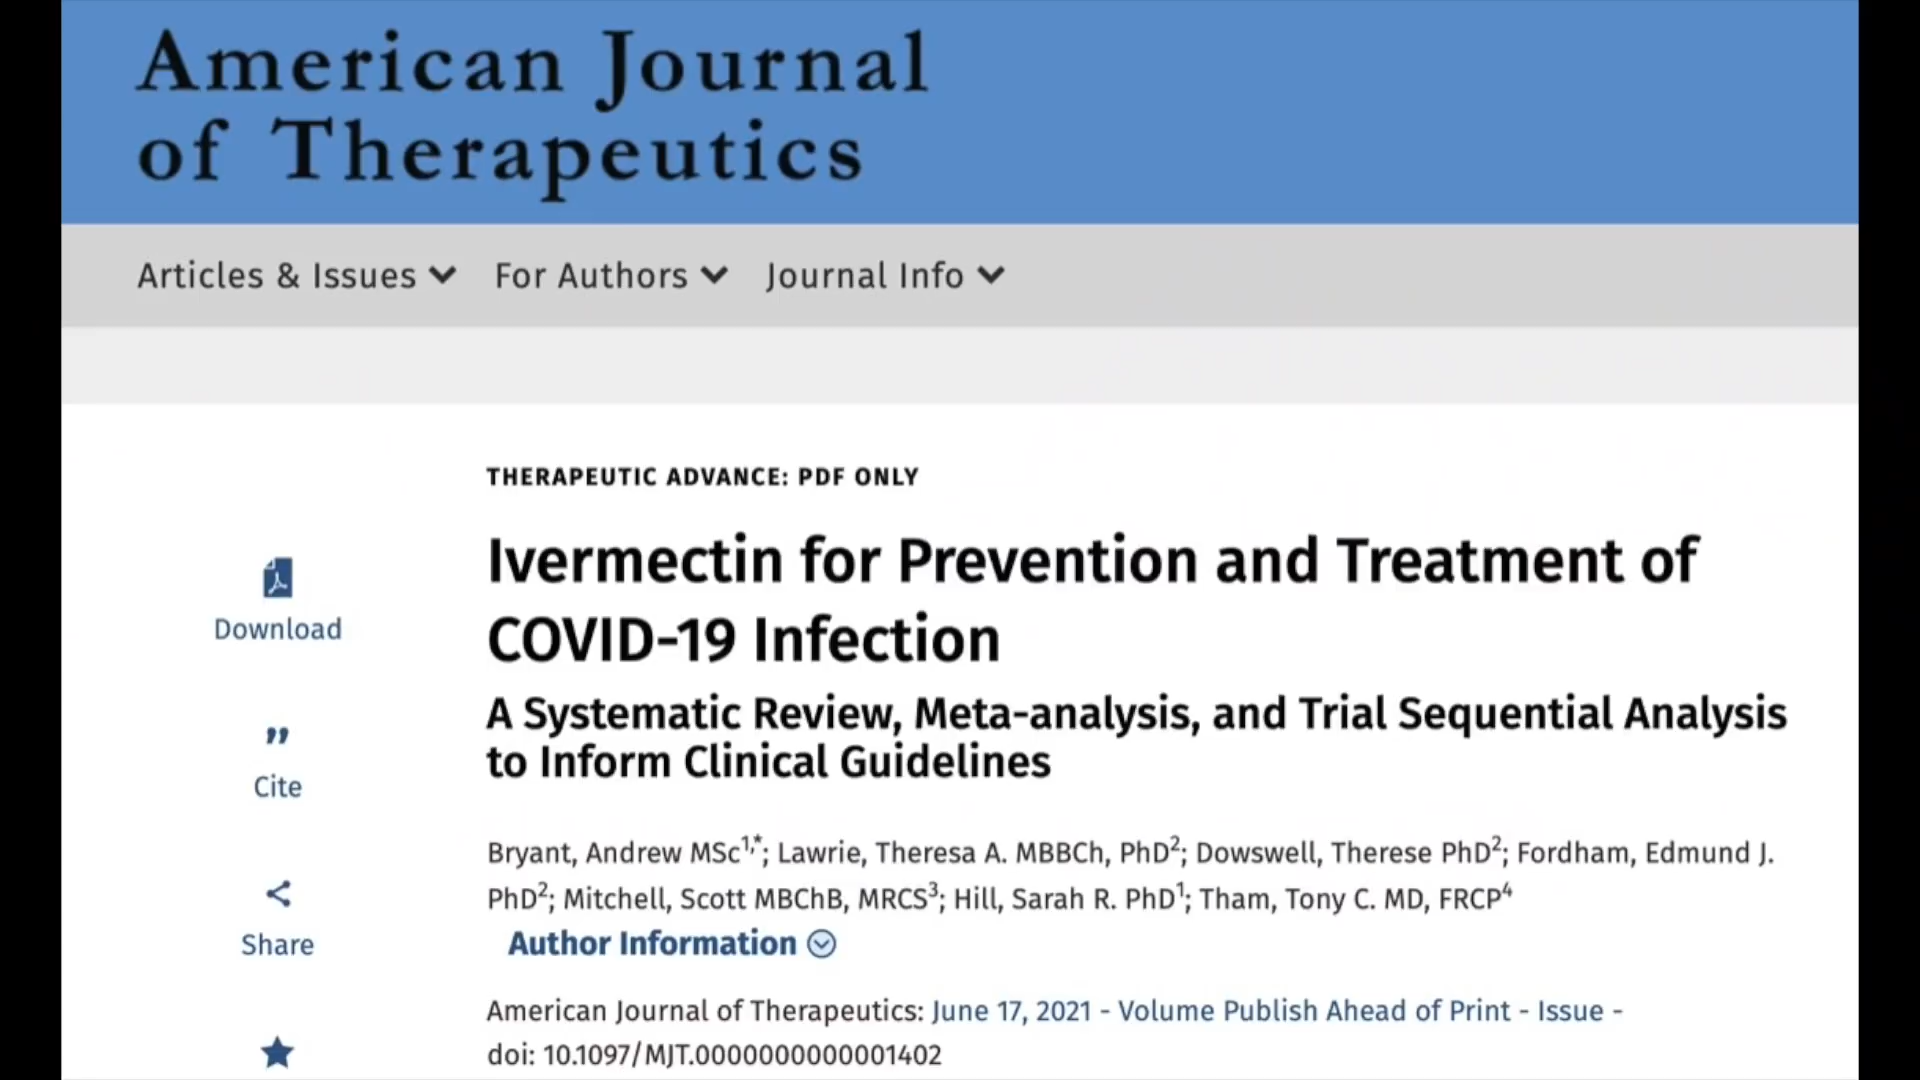 American Journal
of Therapeutics
Articles & Issues For Authors Journal Info
THERAPEUTIC ADVANCE: PDF ONLY
Ivermectin for Prevention and Treatment of
COVID-19 Infection
A Systematic Review, Meta-analysis, and Trial Sequential Analysis
to Inform Clinical Guidelines
Bryant, Andrew MSc1,*; Lawrie, Theresa A. MBBCh, PhD2; Dowswell, Therese PhD2; Fordham, Edmund J.
PhD2; Mitchell, Scott MBChB, MRCS3; Hill, Sarah R. PhD1; Tham, Tony C. MD, FRCP4
Author Information
American Journal of Therapeutics: June 17, 2021 - Volume Publish Ahead of Print - Issue -
doi: 10.1097/MJT.0000000000001402
Download
Cite
Share